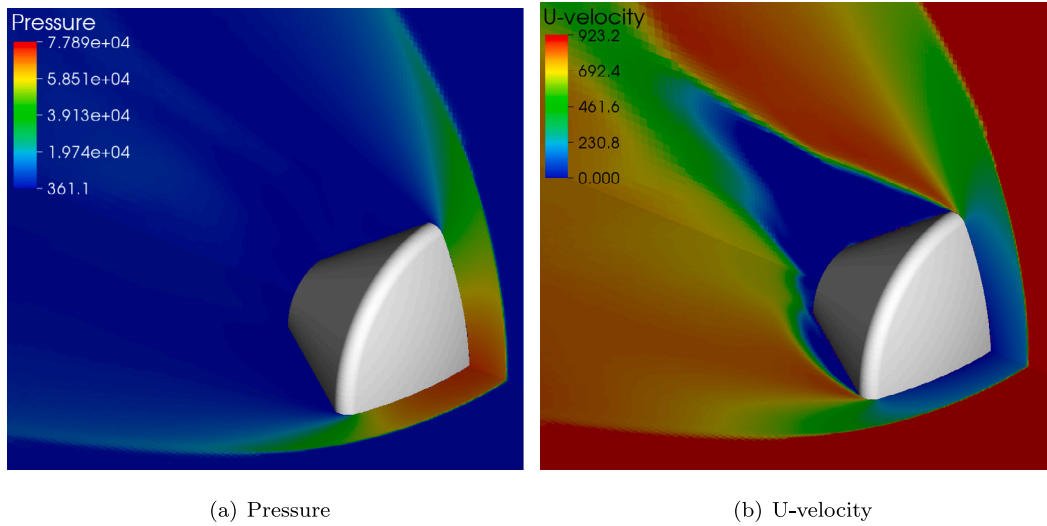 Pressure
7.789e+04
5.851e+04
3.913e+04
1.974e+04
361.1
U-velocity
923.2
692.4
461.6
230.8
0.000
(a) Pressure
(b) U-velocity